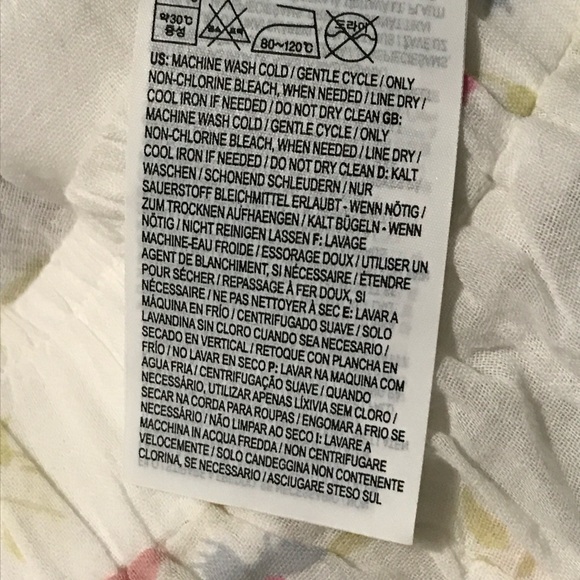 약30℃
중성
80~120℃
드라이
US: MACHINE WASH COLD / GENTLE CYCLE / ONLY
NON-CHLORINE BLEACH, WHEN NEEDED / LINE DRY /
COOL IRON IF NEEDED / DO NOT DRY CLEAN GB:
MACHINE WASH COLD / GENTLE CYCLE / ONLY
NON-CHLORINE BLEACH, WHEN NEEDED / LINE DRY /
COOL IRON IF NEEDED / DO NOT DRY CLEAN D: KALT
WASCHEN / SCHONEND SCHLEUDERN / NUR
SAUERSTOFF BLEICHMITTEL ERLAUBT - WENN NÖTIG /
ZUM TROCKNEN AUFHAENGEN / KALT BÜGELN - WENN
NÖTIG / NICHT REINIGEN LASSEN F: LAVAGE
MACHINE-EAU FROIDE / ESSORAGE DOUX / UTILISER UN
AGENT DE BLANCHIMENT, SI NÉCESSAIRE / ÉTENDRE
POUR SÉCHER / REPASSAGE À FER DOUX, SI
NÉCESSAIRE / NE PAS NETTOYER À SEC E: LAVAR A
MÁQUINA EN FRÍO / CENTRIFUGADO SUAVE / SOLO
LAVANDINA SIN CLORO CUANDO SEA NECESARIO /
SECADO EN VERTICAL / RETOQUE CON PLANCHA EN
FRÍO / NO LAVAR EN SECO P: LAVAR NA MAQUINA COM
AGUA FRIA / CENTRIFUGAÇÃO SUAVE / QUANDO
NECESSÁRIO, UTILIZAR APENAS LÍXIVIA SEM CLORO /
SECAR NA CORDA PARA ROUPAS / ENGOMAR A FRIO SE
NECESSÁRIO / NÃO LIMPAR AO SECO I: LAVARE A
MACCHINA IN ACQUA FREDDA / NON CENTRIFUGARE
VELOCEMENTE / SOLO CANDEGGINA NON CONTENENTE
CLORINA, SE NECESSARIO / ASCIUGARE STESO SUL